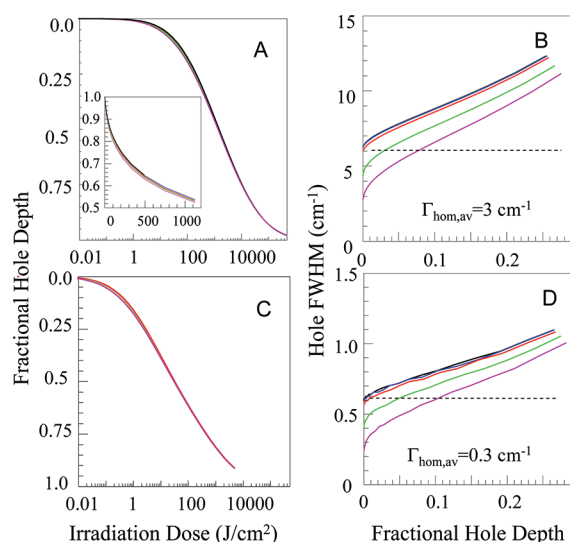 A
0.0
0.25
0.5
0.75
1.0
0.9
0.8
0.7
0.6
0.5
0 500 1000
0.01 1 100 10000
B
15
10
5
0
Γhom,av=3 cm-1
0 0.1 0.2
C
0.0
0.25
0.5
0.75
1.0
0.01 1 100 10000
D
1.5
1.0
0.5
0
Γhom,av=0.3 cm-1
0 0.1 0.2
Fractional Hole Depth
Hole FWHM (cm-1)
Irradiation Dose (J/cm2)
Fractional Hole Depth